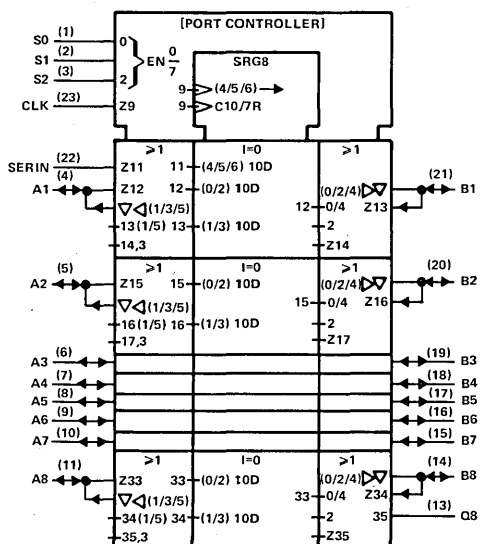 [PORT CONTROLLER]
S0 (1) 0
S1 (2) EN 0/7
S2 (3) 2
CLK (23) Z9
SRG8
9 (4/5/6)
9 C10/7R
≥1 I=0 ≥1
SERIN (22) Z11 11 (4/5/6) 10D
A1 (4) Z12 12 (0/2) 10D (0/2/4) (21) B1
(1/3/5) 12 0/4 Z13
13 (1/5) 13 (1/3) 10D 2
14,3 Z14
≥1 I=0 ≥1
A2 (5) Z15 15 (0/2) 10D (0/2/4) (20) B2
(1/3/5) 15 0/4 Z16
16 (1/5) 16 (1/3) 10D 2
17,3 Z17
A3 (6) (19) B3
A4 (7) (18) B4
A5 (8) (17) B5
A6 (9) (16) B6
A7 (10) (15) B7
≥1 I=0 ≥1
A8 (11) Z33 33 (0/2) 10D (0/2/4) (14) B8
(1/3/5) 33 0/4 Z34
34 (1/5) 34 (1/3) 10D 2 35 (13) Q8
35,3 Z35